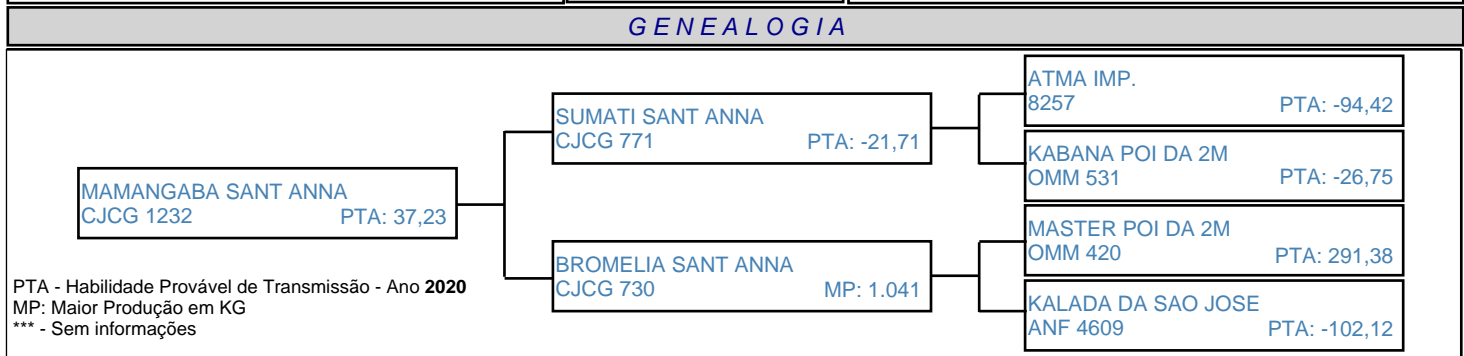 GENEALOGIA
ATMA IMP.
8257 PTA: -94,42
SUMATI SANT ANNA
CJCG 771 PTA: -21,71
KABANA POI DA 2M
OMM 531 PTA: -26,75
MAMANGABA SANT ANNA
CJCG 1232 PTA: 37,23
MASTER POI DA 2M
OMM 420 PTA: 291,38
BROMELIA SANT ANNA
CJCG 730 MP: 1.041
KALADA DA SAO JOSE
ANF 4609 PTA: -102,12
PTA - Habilidade Provável de Transmissão - Ano 2020
MP: Maior Produção em KG
*** - Sem informações